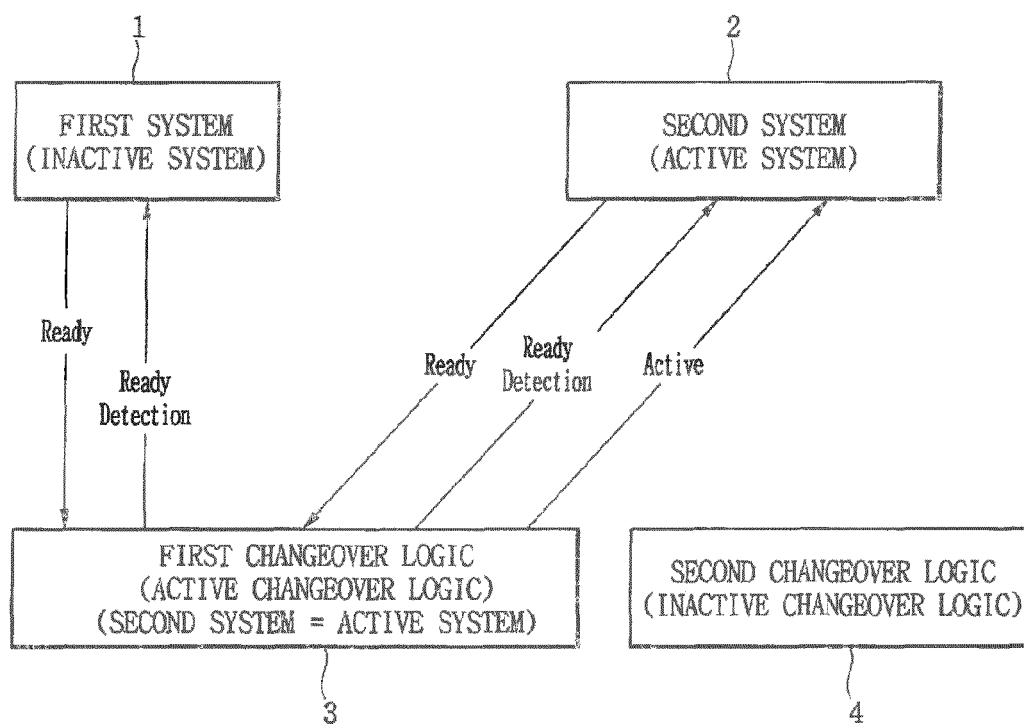 1
2
FIRST SYSTEM
(INACTIVE SYSTEM)
SECOND SYSTEM
(ACTIVE SYSTEM)
Ready
Ready
Detection
Ready
Ready
Detection
Active
FIRST CHANGEOVER LOGIC
(ACTIVE CHANGEOVER LOGIC)
(SECOND SYSTEM = ACTIVE SYSTEM)
SECOND CHANGEOVER LOGIC
(INACTIVE CHANGEOVER LOGIC)
3
4